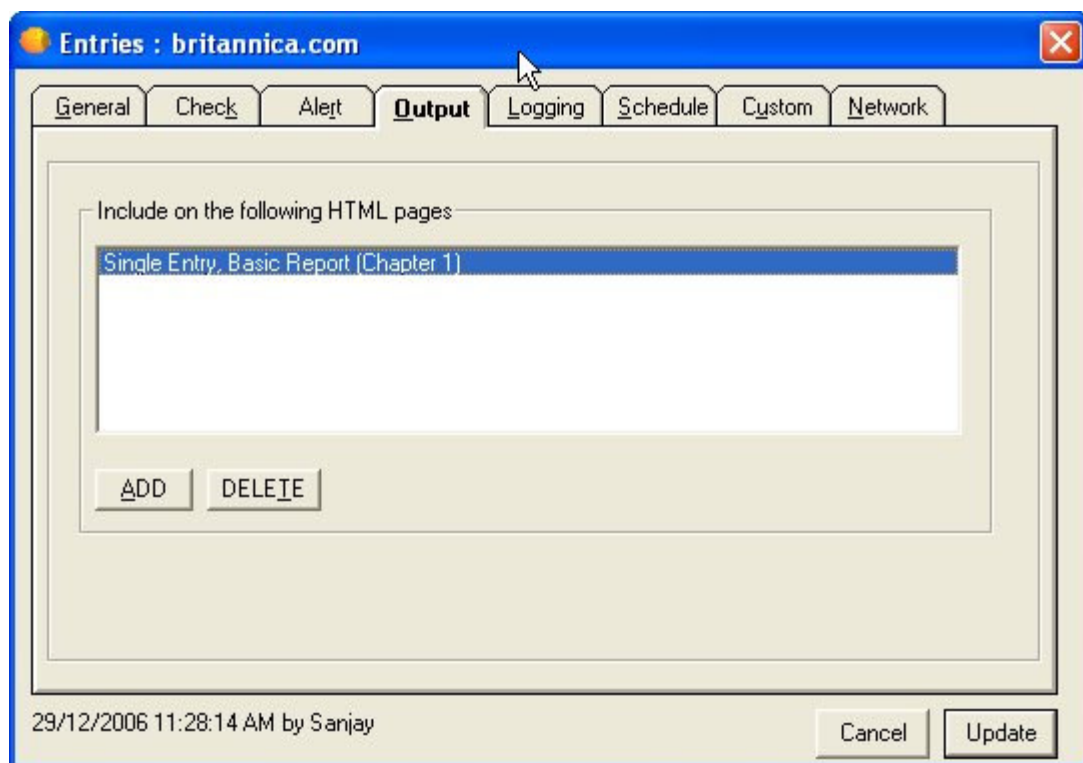 Entries : britannica.com
General Check Alert Output Logging Schedule Custom Network
Include on the following HTML pages
Single Entry, Basic Report (Chapter 1)
ADD DELETE
29/12/2006 11:28:14 AM by Sanjay
Cancel Update